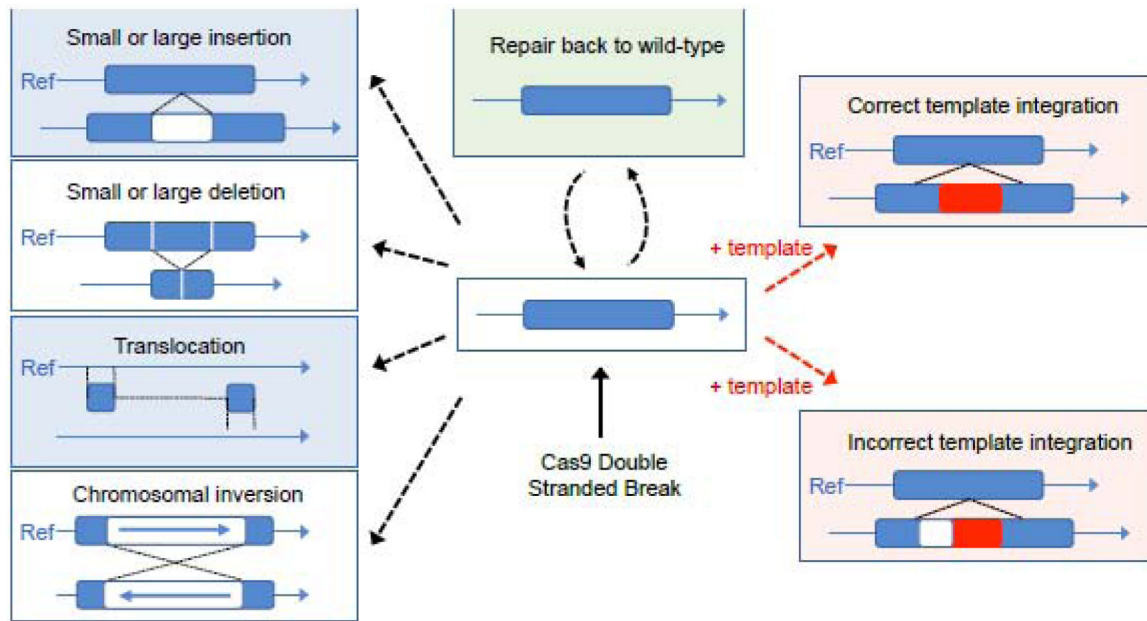 Small or large insertion
Ref
Small or large deletion
Ref
Translocation
Ref
Chromosomal inversion
Ref
Repair back to wild-type
Cas9 Double
Stranded Break
+ template
+ template
Correct template integration
Ref
Incorrect template integration
Ref